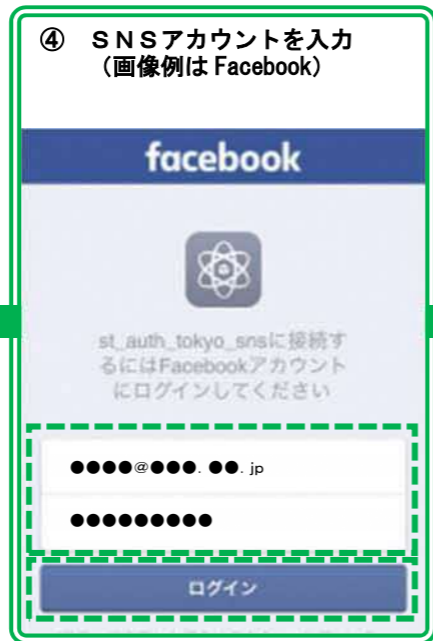 ④ ＳＮＳアカウントを入力
（画像例は Facebook）
facebook
st_auth_tokyo_snsに接続す
るにはFacebookアカウント
にログインしてください
●●●●@●●●. ●●. jp
●●●●●●●●●
ログイン